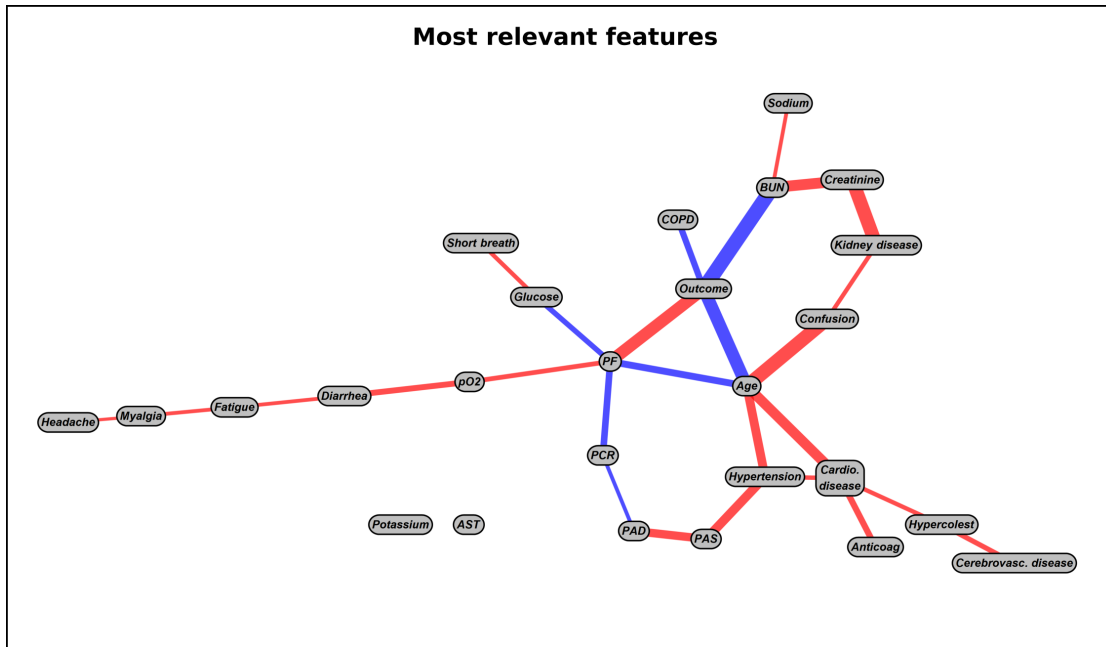 Most relevant features
Sodium
BUN
Creatinine
COPD
Short breath
Kidney disease
Outcome
Glucose
Confusion
PF
pO2
Age
Diarrhea
Fatigue
Myalgia
Headache
PCR
Hypertension
Cardio.
disease
Potassium
AST
PAD
PAS
Hypercolest
Anticoag
Cerebrovasc. disease